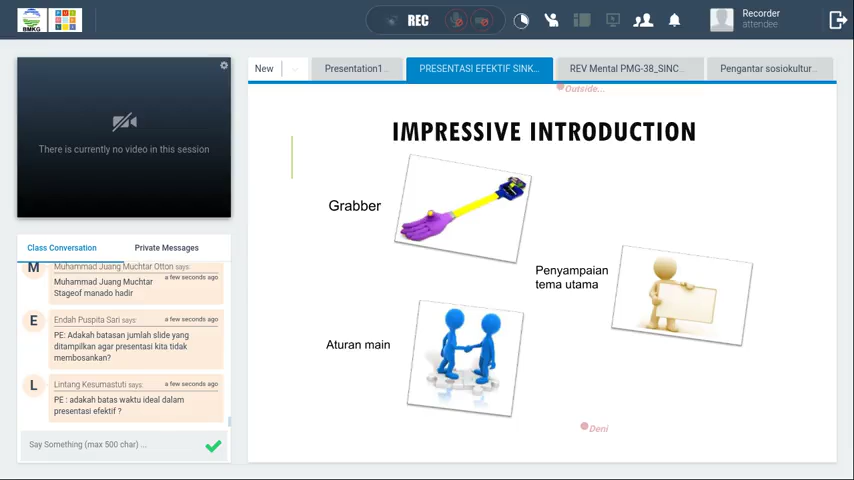 BMKG
REC
Recorder
attendee
There is currently no video in this session
New
Presentation1...
PRESENTASI EFEKTIF SINK...
REV Mental PMG-38_SINC...
Pengantar sosiokultur...
Outside...
IMPRESSIVE INTRODUCTION
Grabber
Penyampaian
tema utama
Aturan main
Deni
Class Conversation
Private Messages
M
Muhammad Juang Muchtar Otton says:
a few seconds ago
Muhammad Juang Muchtar
Stageof manado hadir
E
Endah Puspita Sari says:
a few seconds ago
PE: Adakah batasan jumlah slide yang
ditampilkan agar presentasi kita tidak
membosankan?
L
Lintang Kesumastuti says:
a few seconds ago
PE : adakah batas waktu ideal dalam
presentasi efektif ?
Say Something (max 500 char) ...